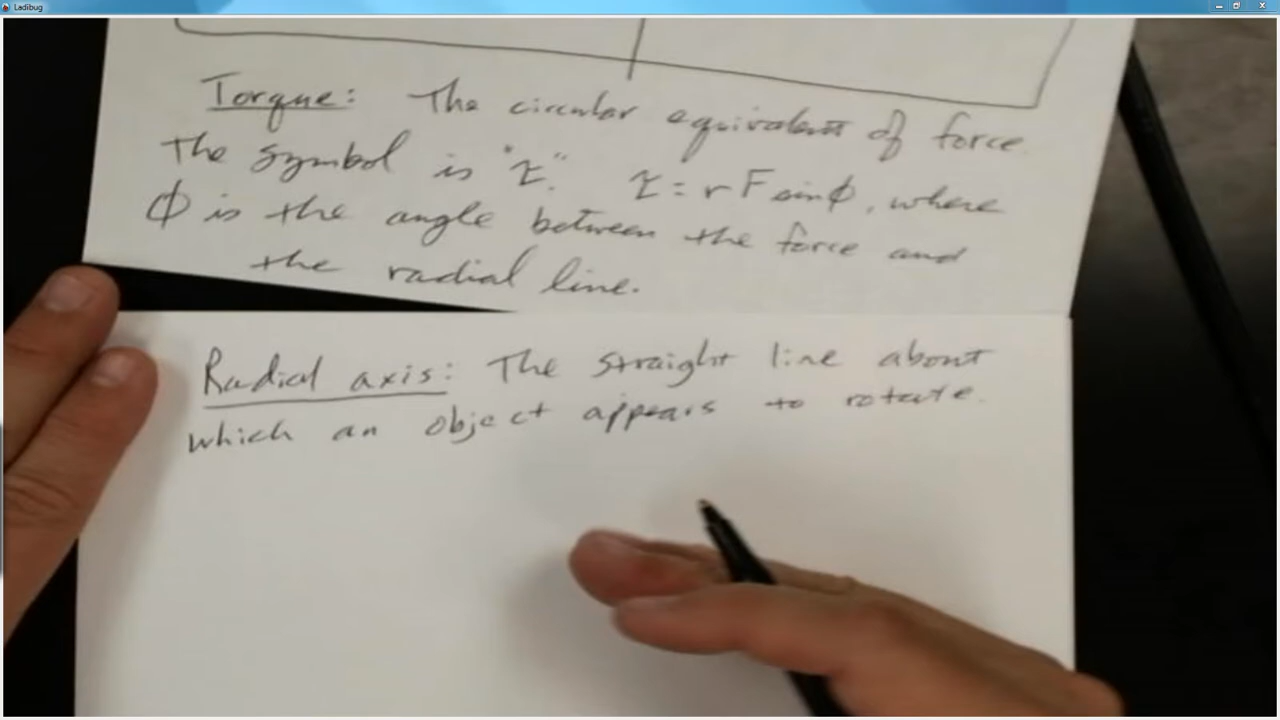 Ladibug
Torque: The circular equivalent of force.
The symbol is "τ". τ = r F sin ϕ, where
ϕ is the angle between the force and
the radial line.
Radial axis: The straight line about
which an object appears to rotate.